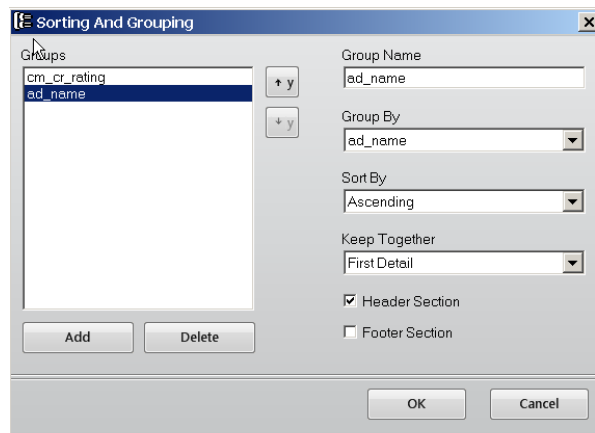 Sorting And Grouping
Groups
cm_cr_rating
ad_name
y
y
Add
Delete
Group Name
ad_name
Group By
ad_name
Sort By
Ascending
Keep Together
First Detail
Header Section
Footer Section
OK
Cancel